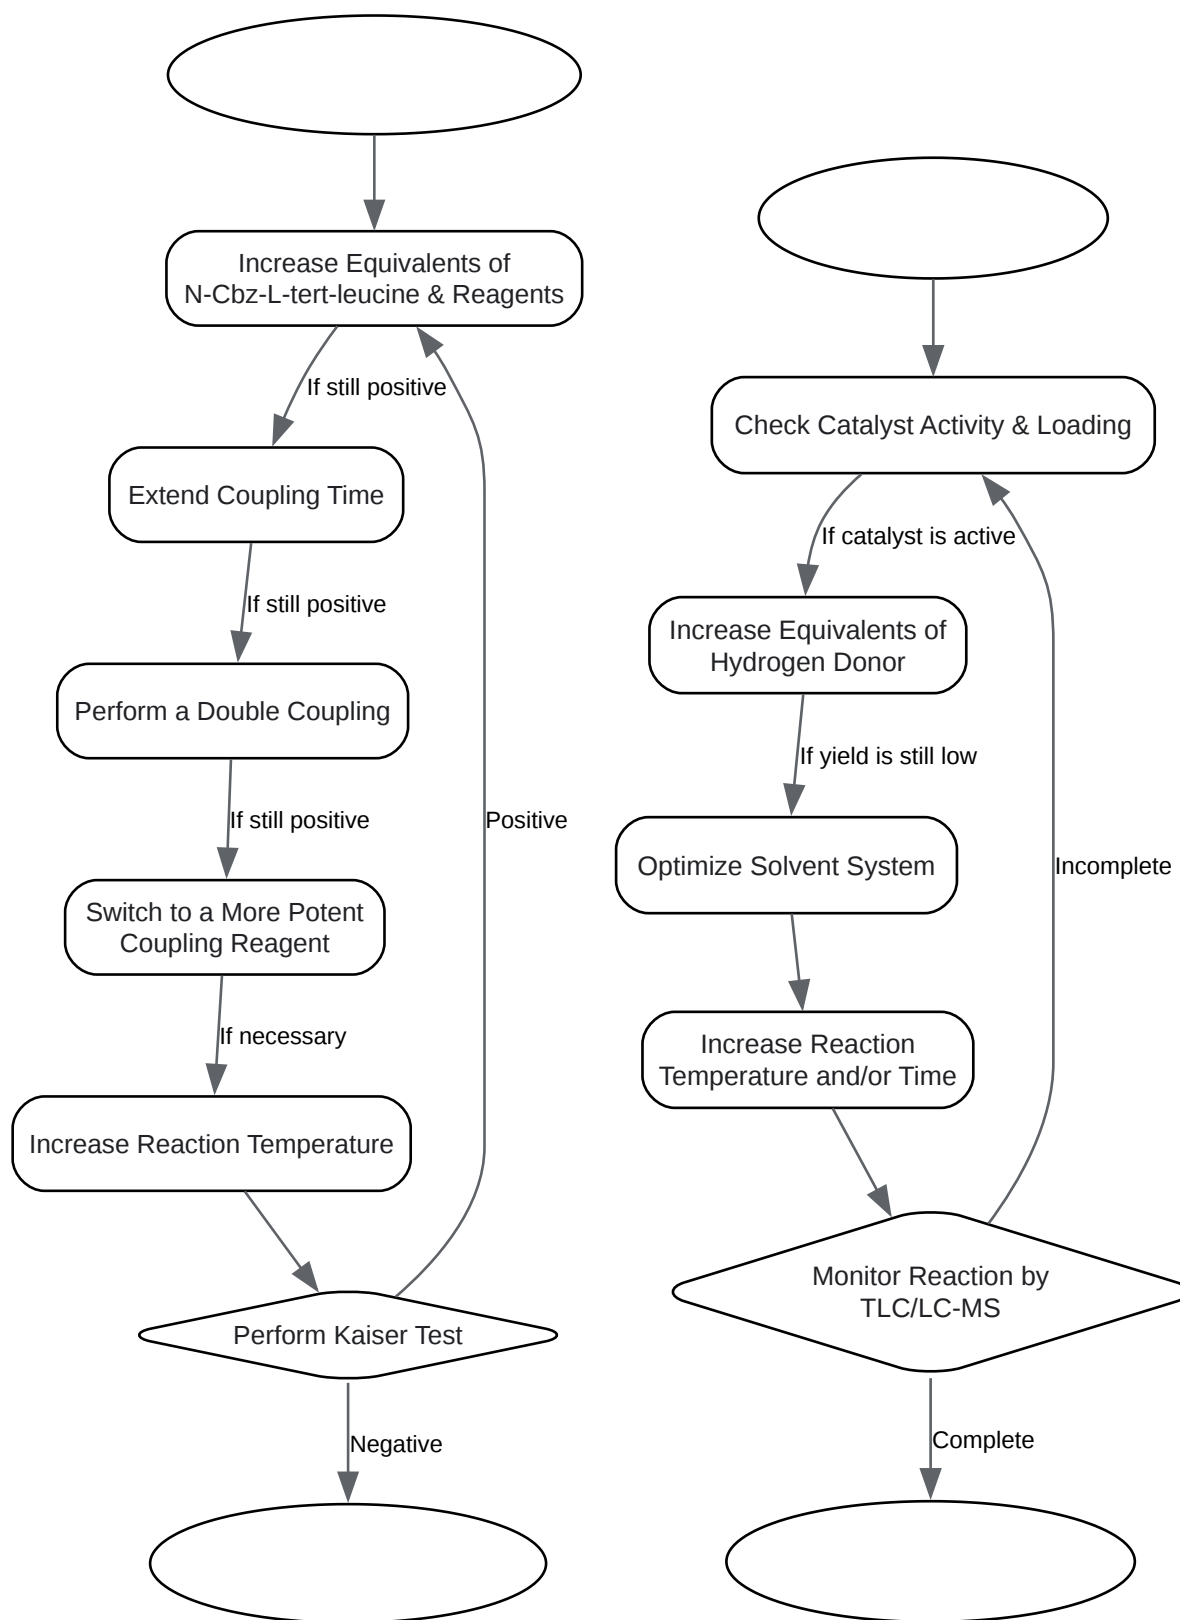 Increase Equivalents of
N-Cbz-L-tert-leucine & Reagents
If still positive
Extend Coupling Time
If still positive
Perform a Double Coupling
If still positive
Switch to a More Potent
Coupling Reagent
If necessary
Increase Reaction Temperature
Perform Kaiser Test
Positive
Negative
Check Catalyst Activity & Loading
If catalyst is active
Increase Equivalents of
Hydrogen Donor
If yield is still low
Optimize Solvent System
Increase Reaction
Temperature and/or Time
Monitor Reaction by
TLC/LC-MS
Incomplete
Complete